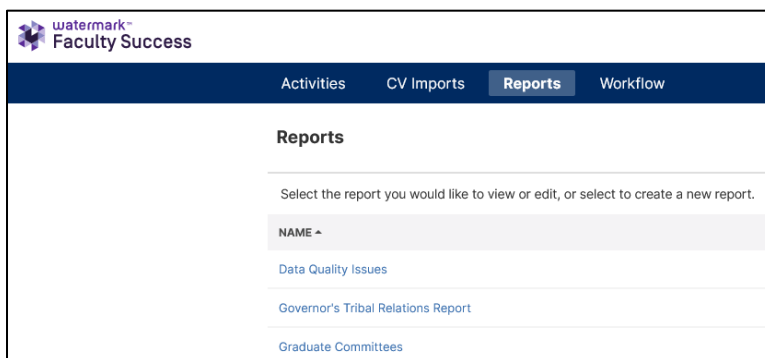 watermark™
Faculty Success
Activities CV Imports Reports Workflow
Reports
Select the report you would like to view or edit, or select to create a new report.
NAME
Data Quality Issues
Governor's Tribal Relations Report
Graduate Committees